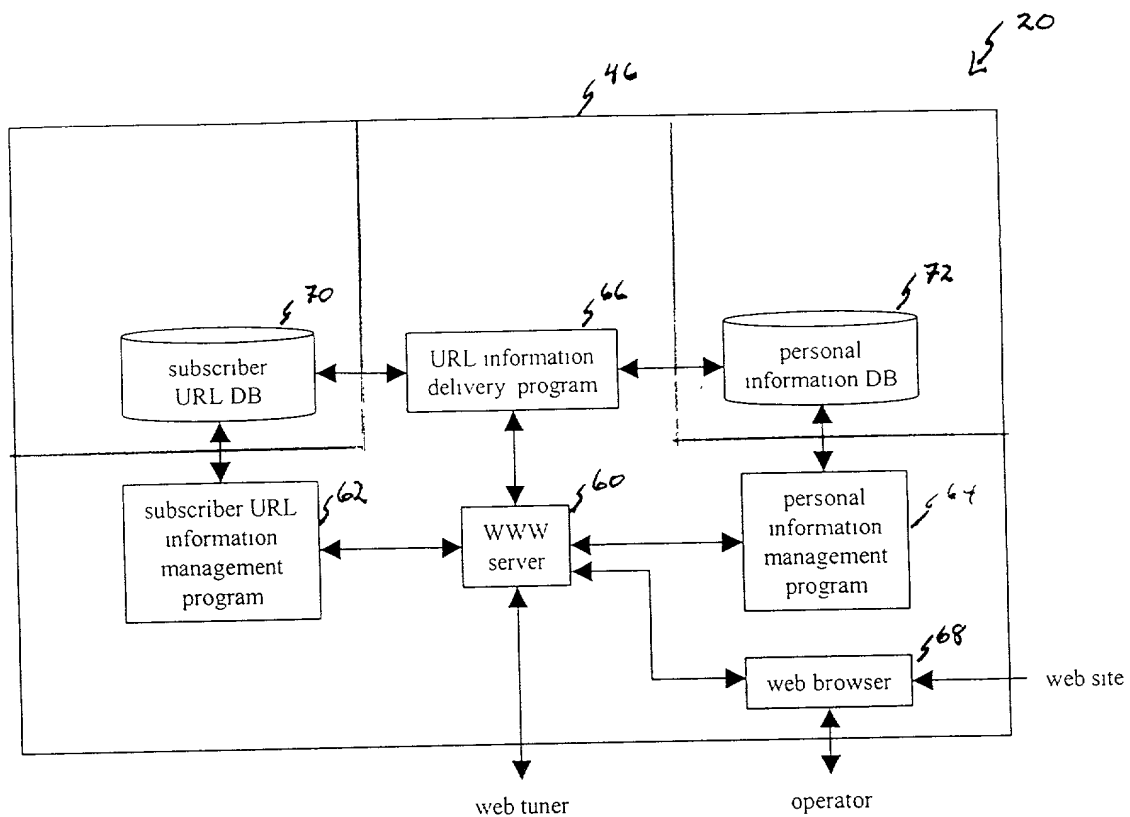 20
46
70
66
72
subscriber
URL DB
URL information
delivery program
personal
information DB
62
60
64
subscriber URL
information
management
program
WWW
server
personal
information
management
program
68
web browser
web site
web tuner
operator